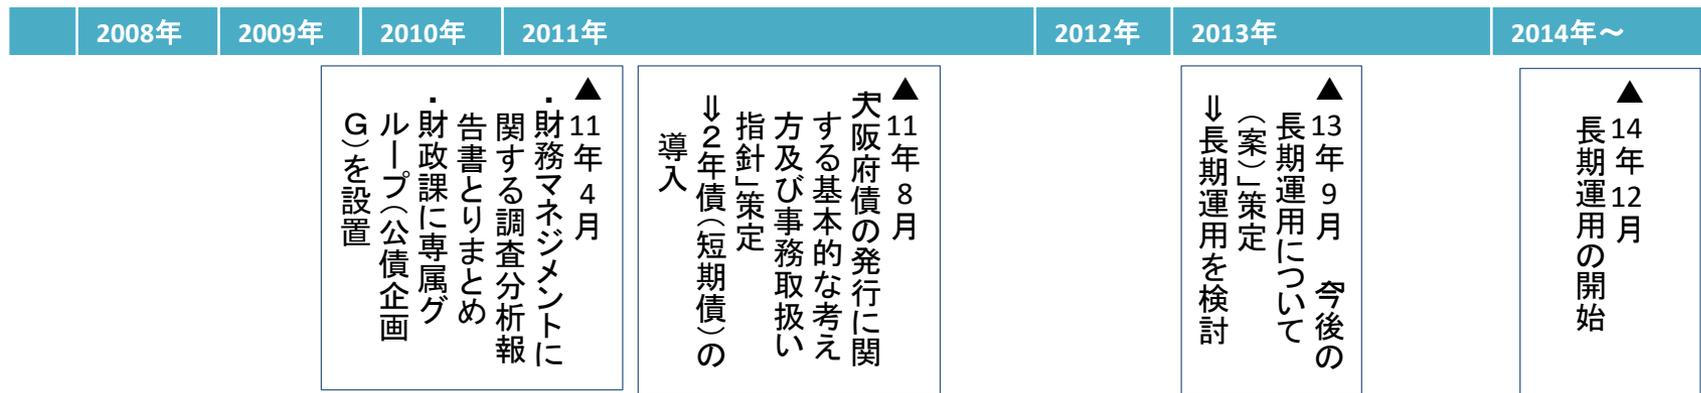 2008年
2009年
2010年
2011年
2012年
2013年
2014年～
▲11年4月
・財務マネジメントに
関する調査分析報
告書とりまとめ
・財政課に専属グ
ループ（公債企画
G）を設置
▲11年8月
「大阪府債の発行に関
する基本的な考え
方及び事務取扱い
指針」策定
⇒２年債（短期債）の
導入
▲13年9月　「今後の
長期運用について
（案）」策定
⇒長期運用を検討
▲14年12月
長期運用の開始